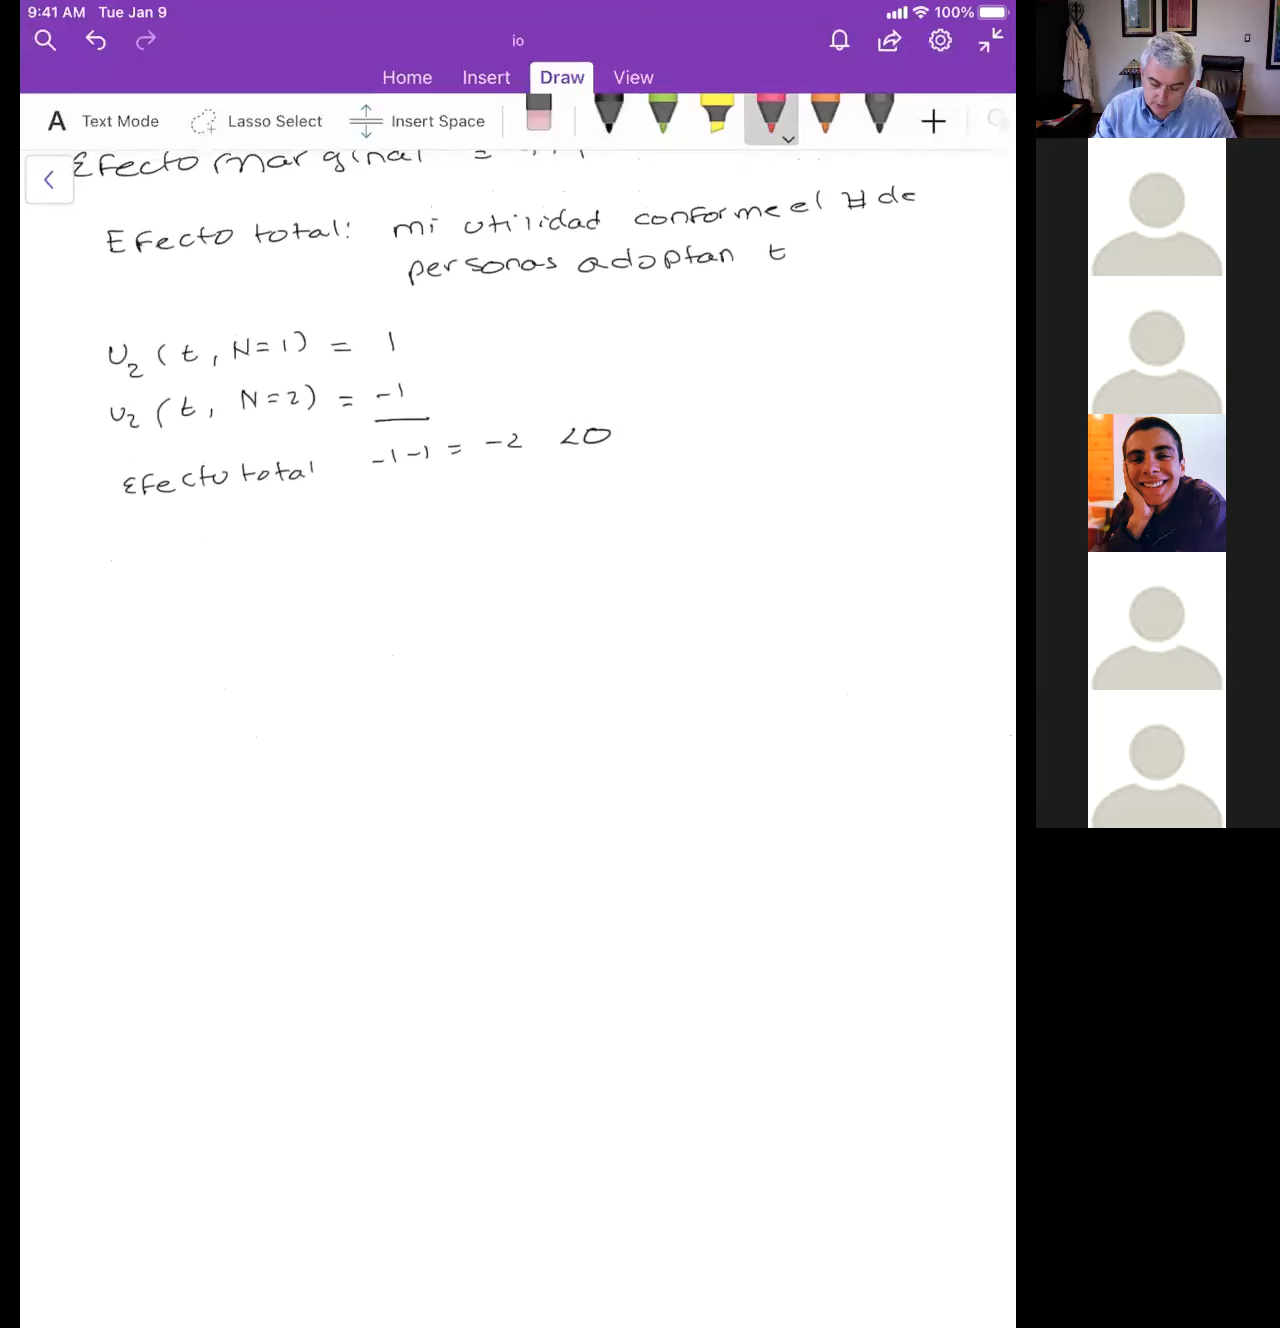 9:41 AM Tue Jan 9 100%
io
Home Insert Draw View
A Text Mode Lasso Select Insert Space
Efecto marginal =
Efecto total: mi utilidad conforme el # de
personas adoptan t
U2 (t, N=1) = 1
U2 (t, N=2) = -1
Efecto total -1-1 = -2 <0